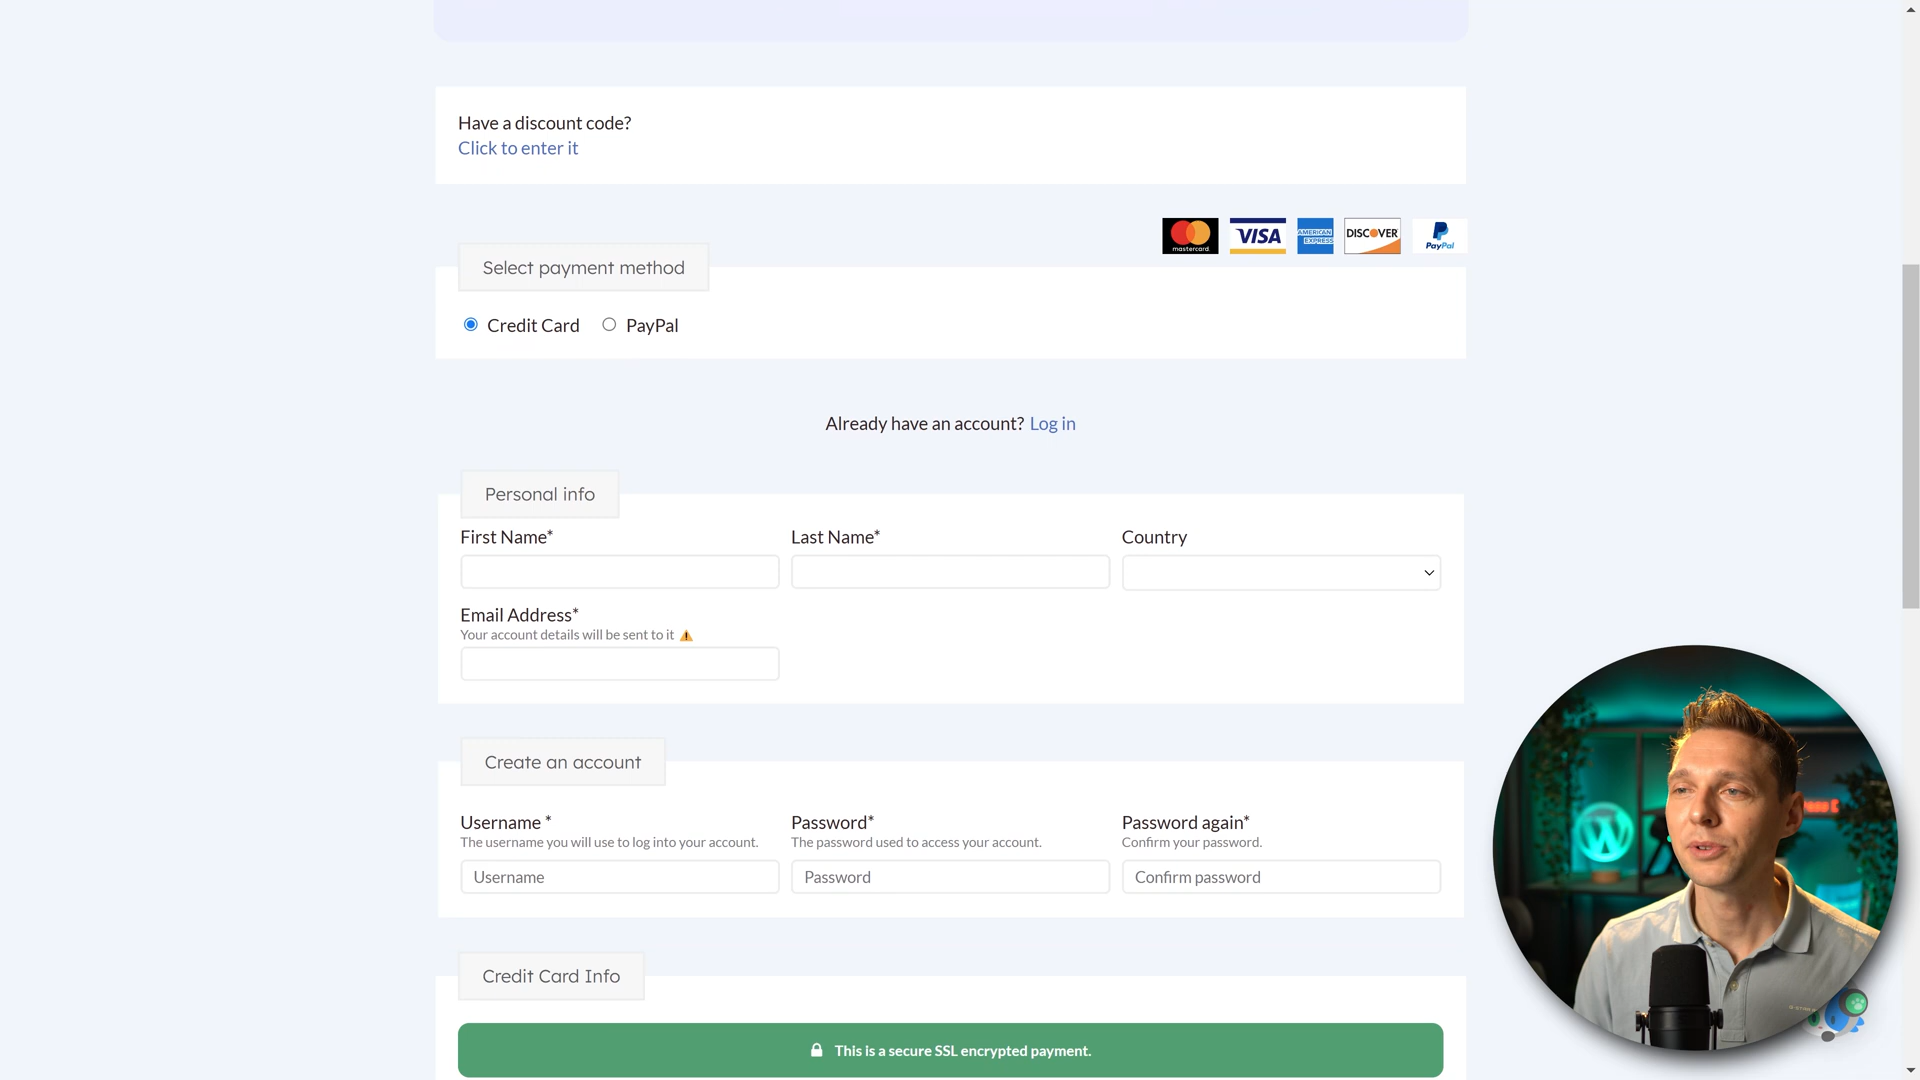 Have a discount code?
Click to enter it
mastercard
VISA
AMERICAN EXPRESS
DISCOVER
PayPal
Select payment method
Credit Card
PayPal
Already have an account? Log in
Personal info
First Name*
Last Name*
Country
Email Address*
Your account details will be sent to it ⚠
Create an account
Username *
Password*
Password again*
The username you will use to log into your account.
The password used to access your account.
Confirm your password.
Username
Password
Confirm password
Credit Card Info
This is a secure SSL encrypted payment.